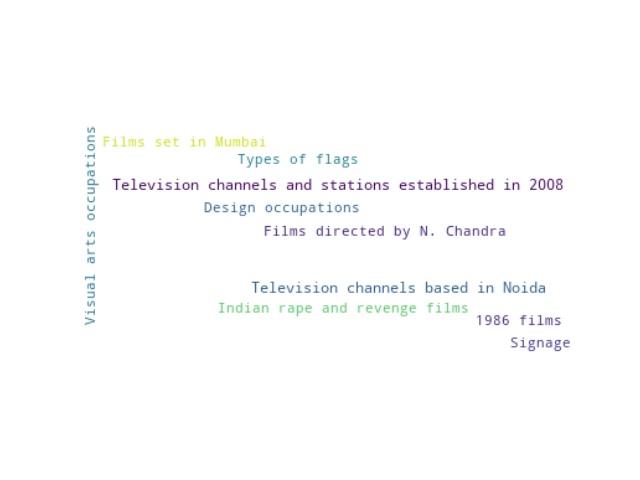 Visual arts occupations
Films set in Mumbai
Types of flags
Television channels and stations established in 2008
Design occupations
Films directed by N. Chandra
Television channels based in Noida
Indian rape and revenge films
1986 films
Signage